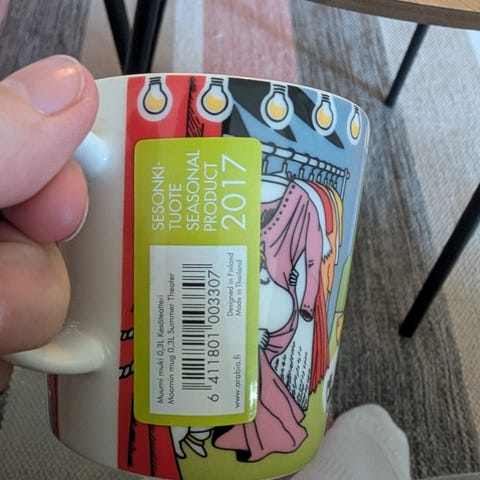 SESONKI-
TUOTE
SEASONAL
PRODUCT
2017
Muumi muki 0,3L Kesäteatteri
Moomin mug 0,3L Summer Theater
6 411801 003307
Designed in Finland
Made in Thailand
www.arabia.fi